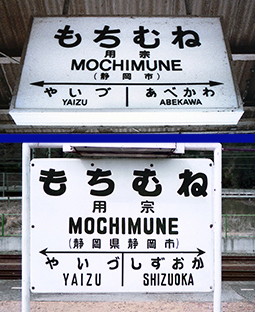 もちむね
用宗
MOCHIMUNE
(静岡市)
やいづ あべかわ
YAIZU ABEKAWA
もちむね
用宗
MOCHIMUNE
(静岡県静岡市)
やいづ しずおか
YAIZU SHIZUOKA